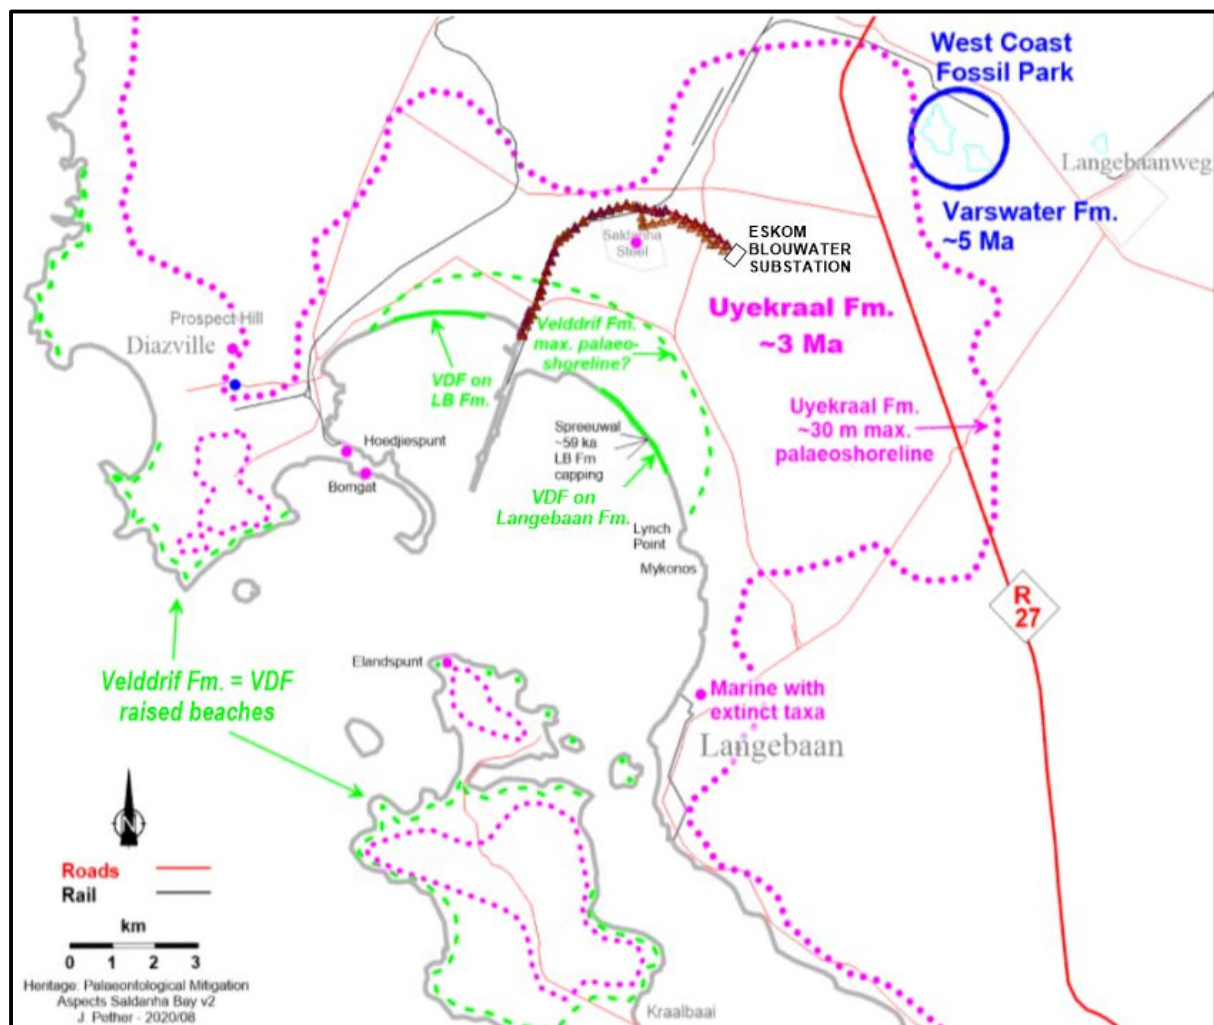 West Coast
Fossil Park
Langebaanweg
Varswater Fm.
~5 Ma
ESKOM
BLOUWATER
SUBSTATION
Saldanha
Steel
Uyekraal Fm.
~3 Ma
Prospect Hill
Diazville
Velddrif Fm.
max. palaeo-
shoreline?
VDF on
LB Fm.
Uyekraal Fm.
~30 m max.
palaeoshoreline
Spreeuwal
~59 ka
LB Fm
capping
Hoedjiespunt
Bomgat
VDF on
Langebaan Fm.
Lynch
Point
Mykonos
R
27
Elandspunt
Velddrif Fm. = VDF
raised beaches
Marine with
extinct taxa
Langebaan
N
Roads
Rail
km
0 1 2 3
Heritage: Palaeontological Mitigation
Aspects Saldanha Bay v2
J. Pether - 2020/08
Kraalbaai